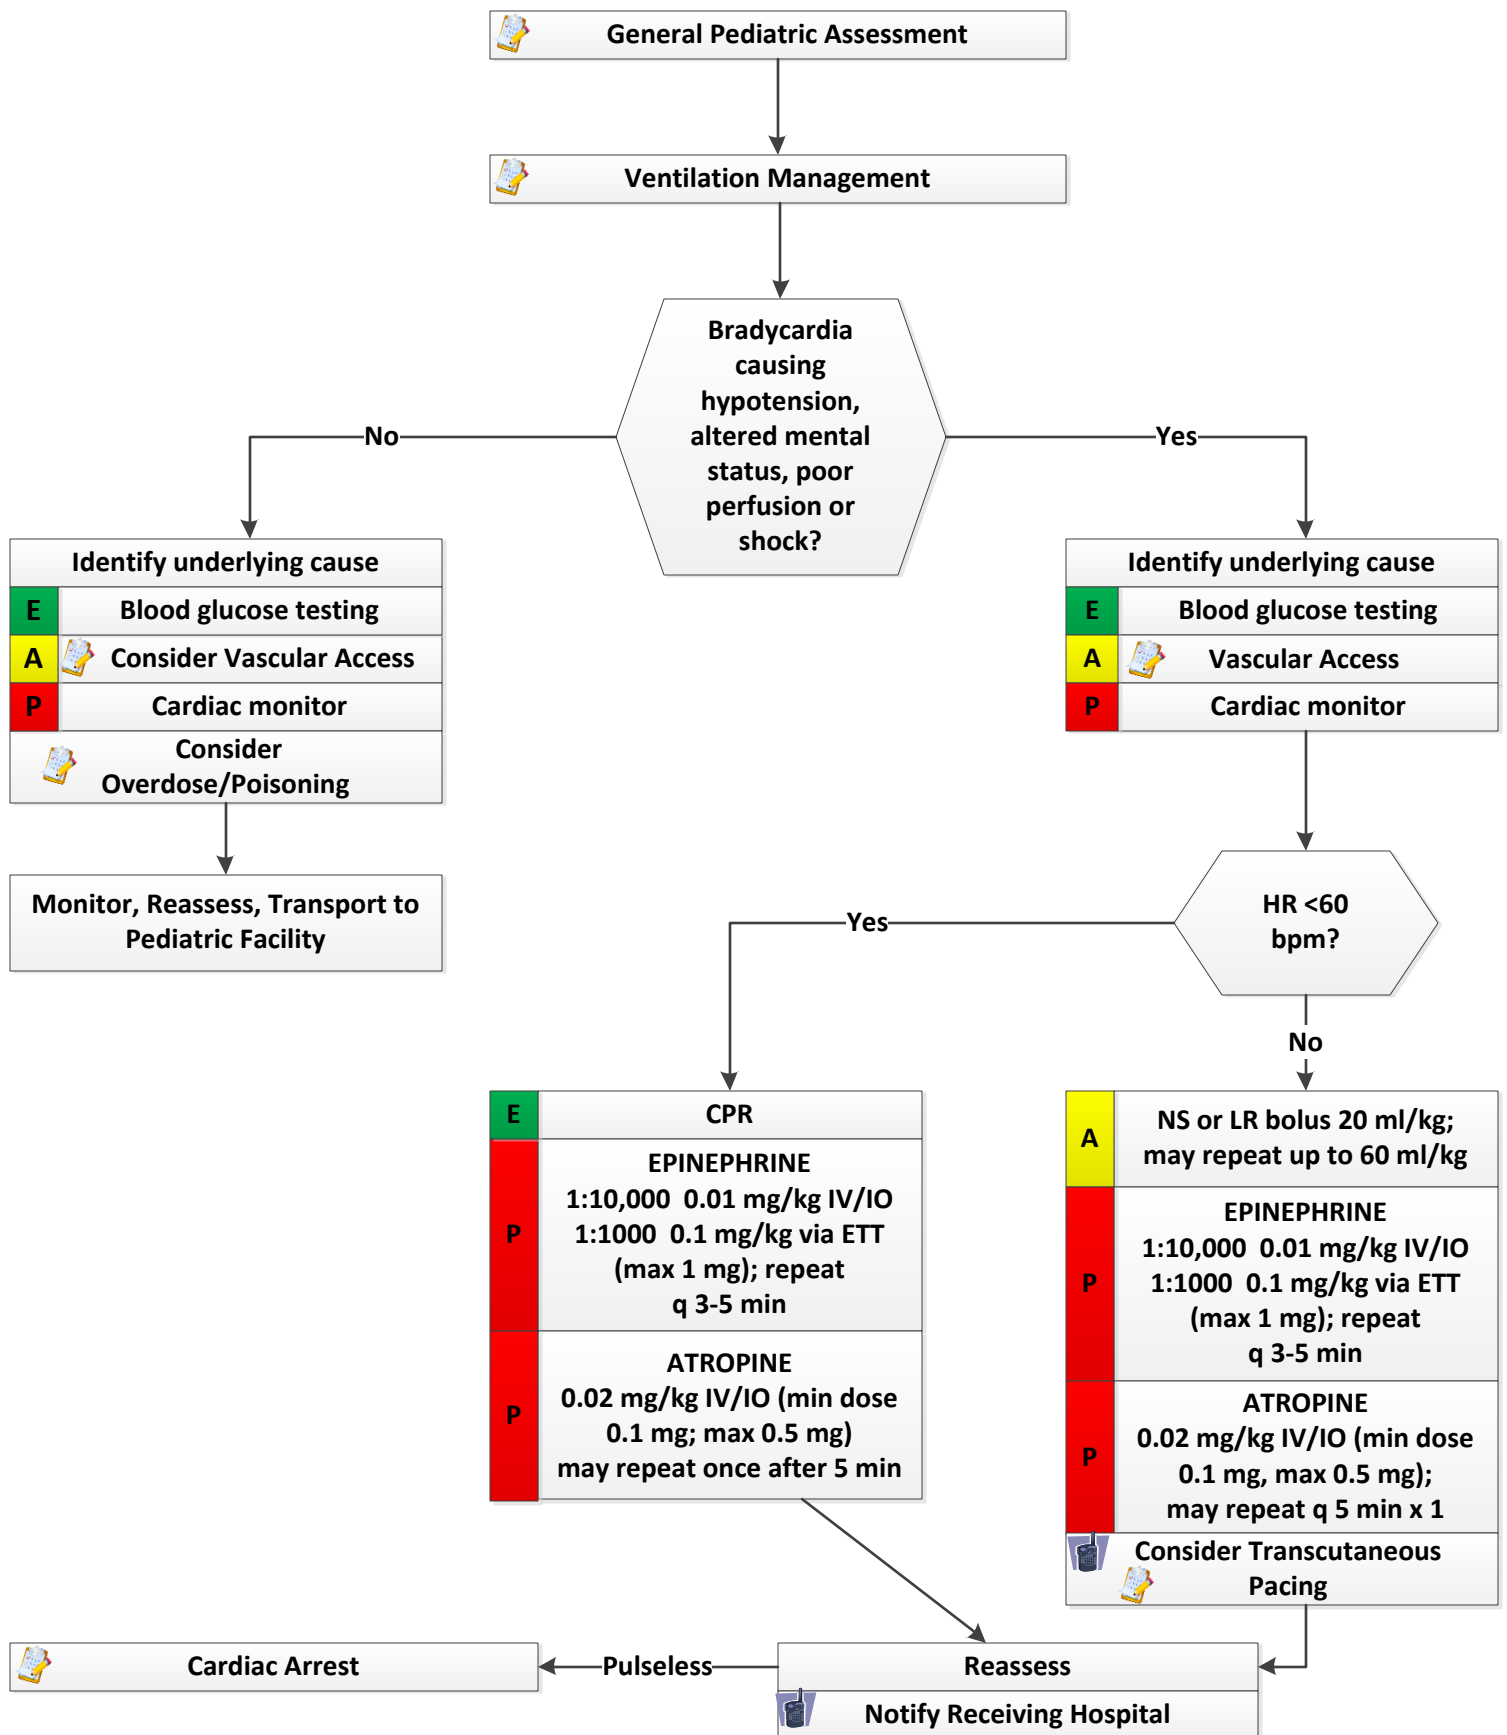 General Pediatric Assessment
Ventilation Management
Bradycardia
causing
hypotension,
altered mental
status, poor
perfusion or
shock?
No
Yes
Identify underlying cause
E Blood glucose testing
A Consider Vascular Access
P Cardiac monitor
Consider
Overdose/Poisoning
Monitor, Reassess, Transport to
Pediatric Facility
Identify underlying cause
E Blood glucose testing
A Vascular Access
P Cardiac monitor
HR <60
bpm?
Yes
No
E CPR
P
EPINEPHRINE
1:10,000 0.01 mg/kg IV/IO
1:1000 0.1 mg/kg via ETT
(max 1 mg); repeat
q 3-5 min
P
ATROPINE
0.02 mg/kg IV/IO (min dose
0.1 mg; max 0.5 mg)
may repeat once after 5 min
A
NS or LR bolus 20 ml/kg;
may repeat up to 60 ml/kg
P
EPINEPHRINE
1:10,000 0.01 mg/kg IV/IO
1:1000 0.1 mg/kg via ETT
(max 1 mg); repeat
q 3-5 min
P
ATROPINE
0.02 mg/kg IV/IO (min dose
0.1 mg, max 0.5 mg);
may repeat q 5 min x 1
Consider Transcutaneous
Pacing
Reassess
Notify Receiving Hospital
Pulseless
Cardiac Arrest